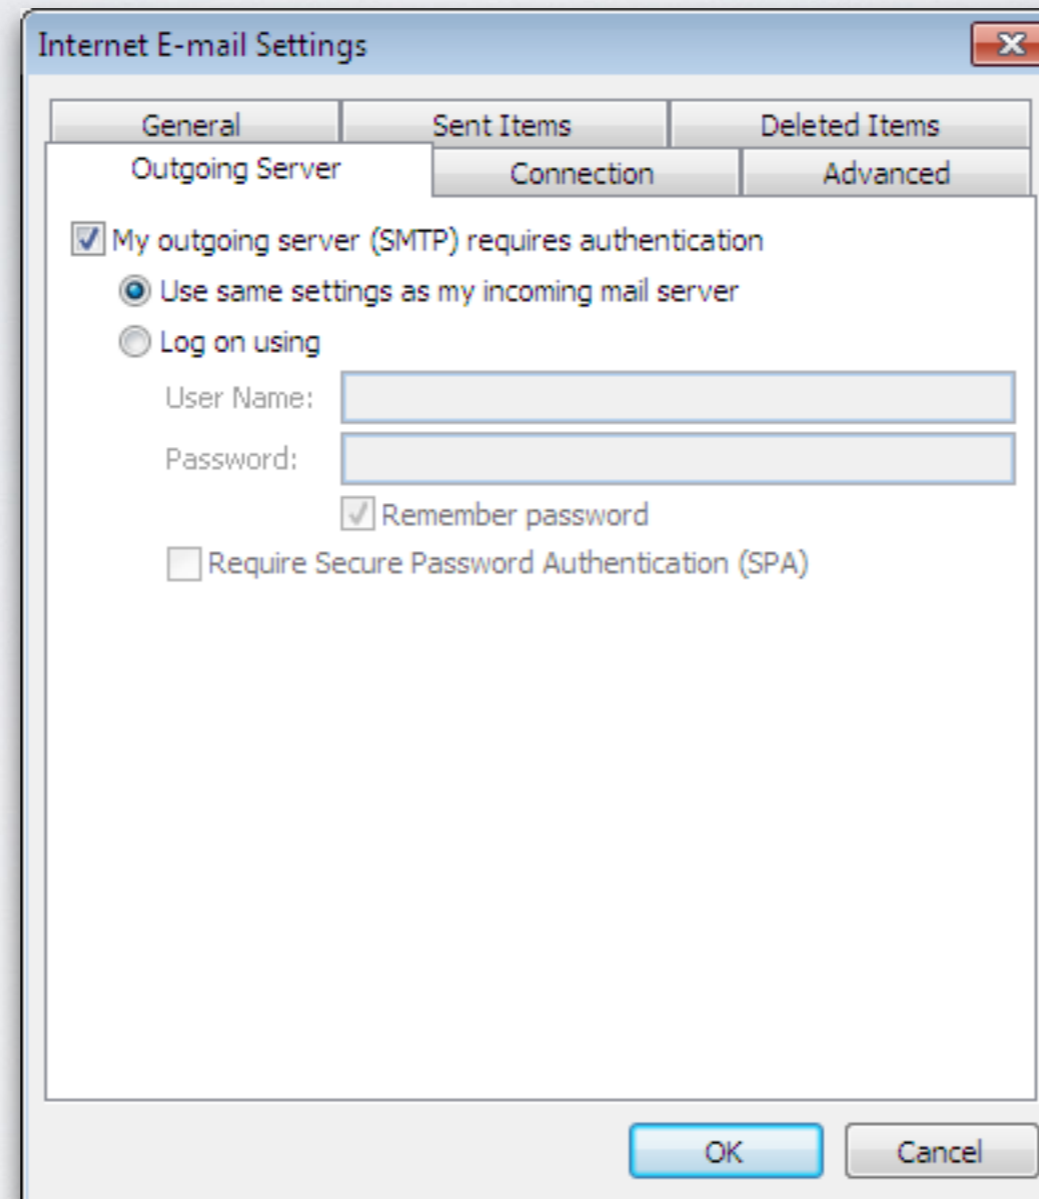 Internet E-mail Settings
General Sent Items Deleted Items
Outgoing Server Connection Advanced
My outgoing server (SMTP) requires authentication
Use same settings as my incoming mail server
Log on using
User Name:
Password:
Remember password
Require Secure Password Authentication (SPA)
OK Cancel